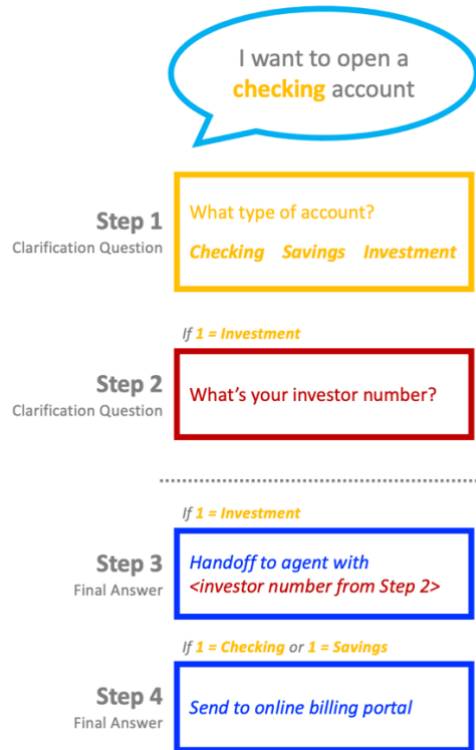 I want to open a
checking account
Step 1
Clarification Question
What type of account?
Checking Savings Investment
If 1 = Investment
Step 2
Clarification Question
What's your investor number?
If 1 = Investment
Step 3
Final Answer
Handoff to agent with
<investor number from Step 2>
If 1 = Checking or 1 = Savings
Step 4
Final Answer
Send to online billing portal